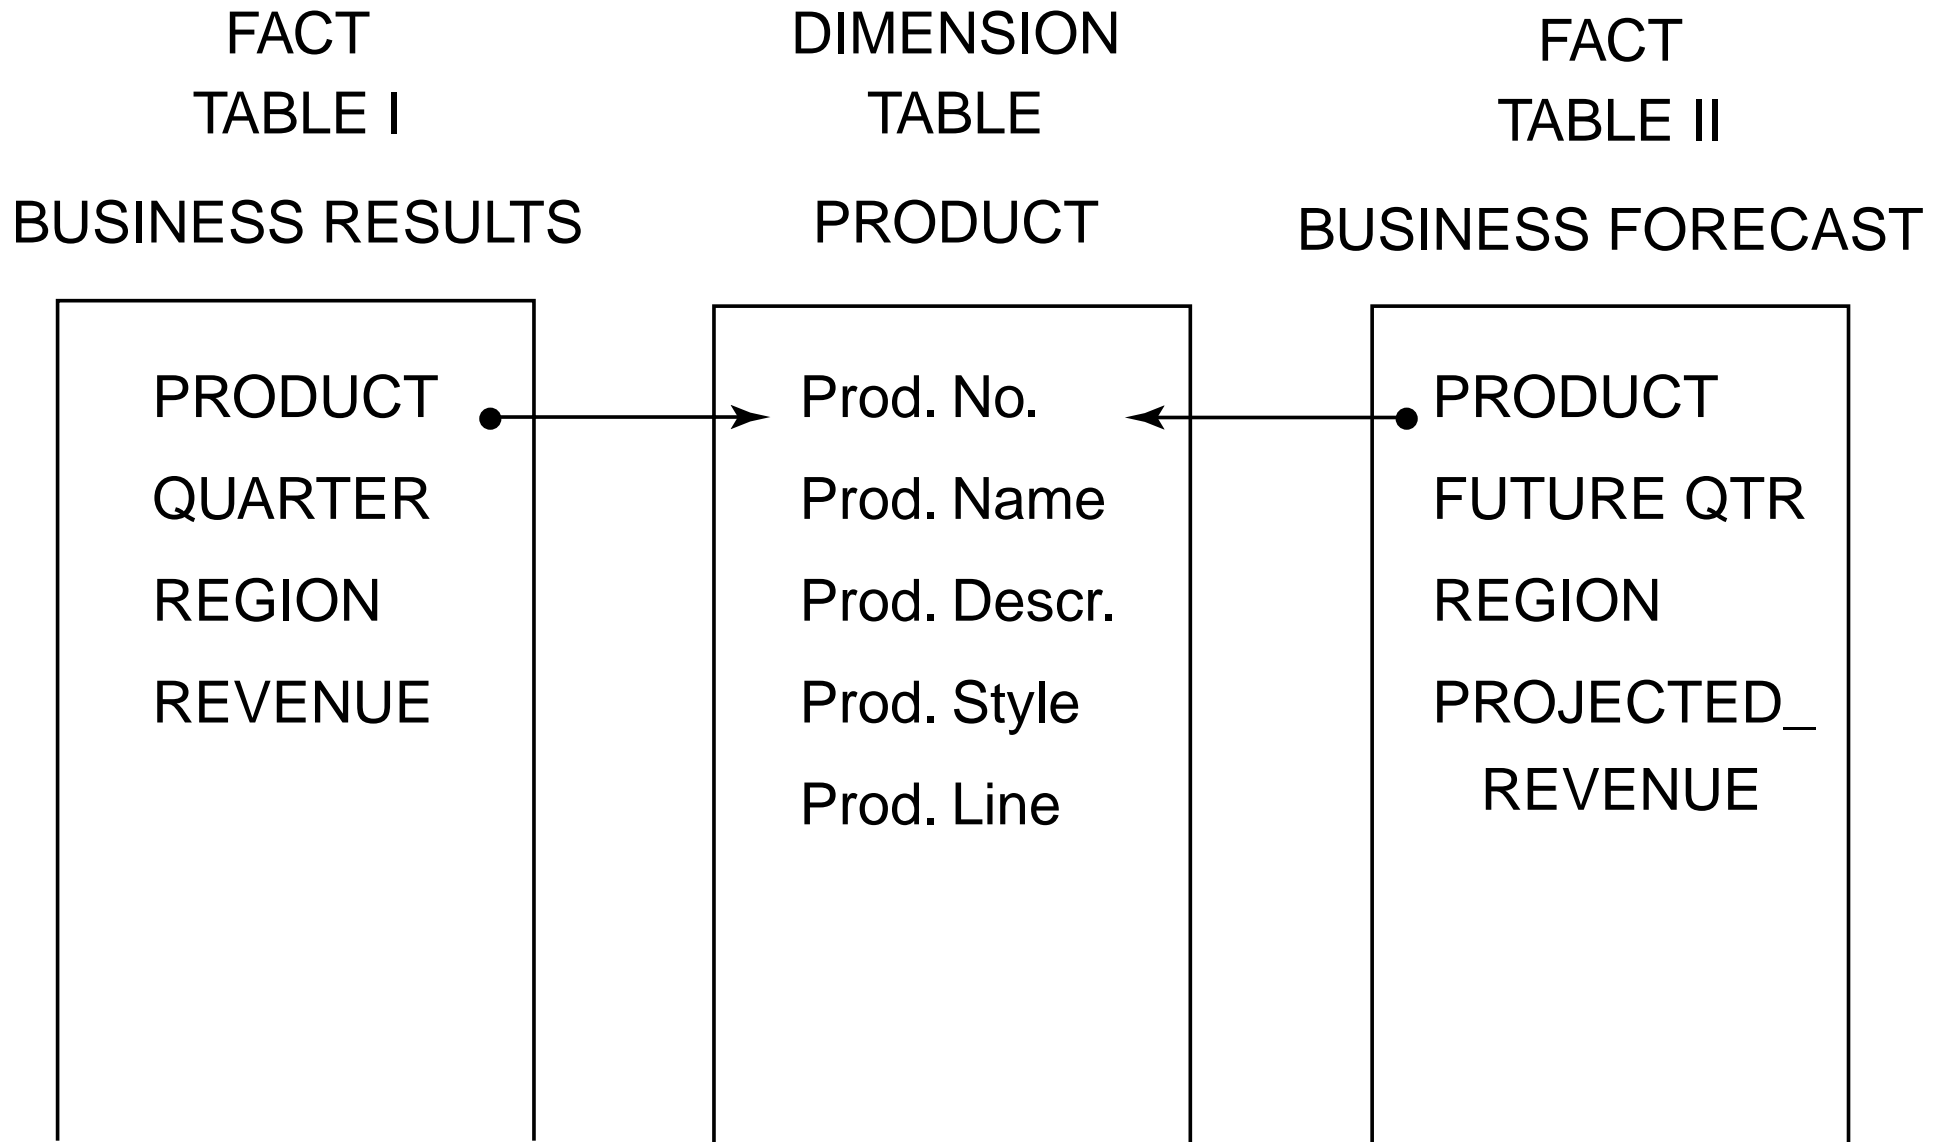 FACT
TABLE I
BUSINESS RESULTS
PRODUCT
QUARTER
REGION
REVENUE
DIMENSION
TABLE
PRODUCT
Prod. No.
Prod. Name
Prod. Descr.
Prod. Style
Prod. Line
FACT
TABLE II
BUSINESS FORECAST
PRODUCT
FUTURE QTR
REGION
PROJECTED_
REVENUE